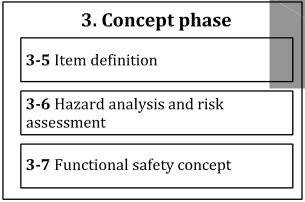 3. Concept phase
3-5 Item definition
3-6 Hazard analysis and risk
assessment
3-7 Functional safety concept